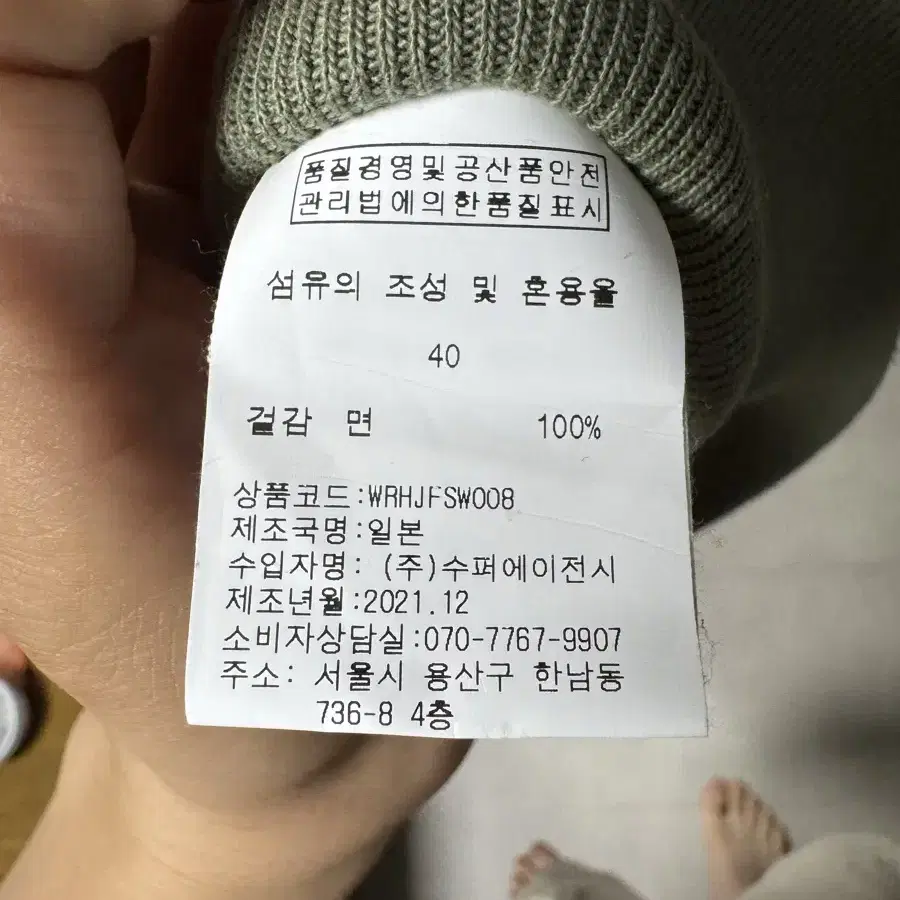 품질경영및공산품안전
관리법에의한품질표시
섬유의 조성 및 혼용율
40
겉감 면 100%
상품코드:WRHJFSW008
제조국명:일본
수입자명: (주)수퍼에이전시
제조년월:2021.12
소비자상담실:070-7767-9907
주소: 서울시 용산구 한남동
736-8 4층